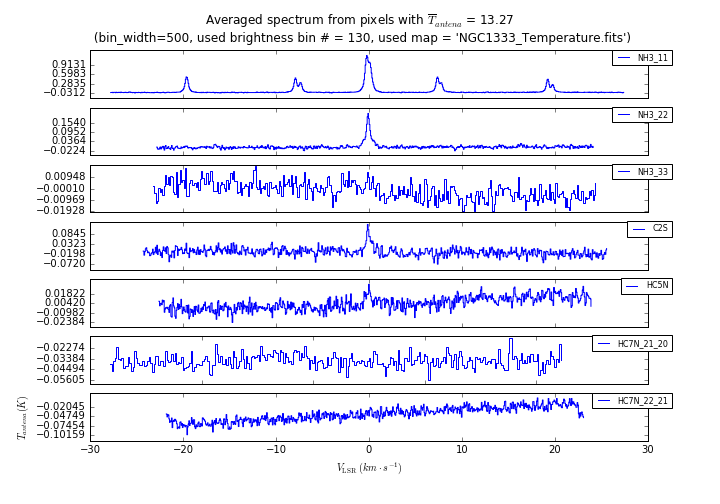 Averaged spectrum from pixels with T̅antena = 13.27
(bin_width=500, used brightness bin # = 130, used map = 'NGC1333_Temperature.fits')
NH3_11
0.9131
0.5983
0.2835
−0.0312
NH3_22
0.1540
0.0952
0.0364
−0.0224
NH3_33
0.00948
−0.00010
−0.00969
−0.01928
C2S
0.0845
0.0323
−0.0198
−0.0720
HC5N
0.01822
0.00420
−0.00982
−0.02384
HC7N_21_20
−0.02274
−0.03384
−0.04494
−0.05605
HC7N_22_21
−0.02045
−0.04749
−0.07454
−0.10159
Tantena(K)
−30 −20 −10 0 10 20 30
VLSR (km · s−1)